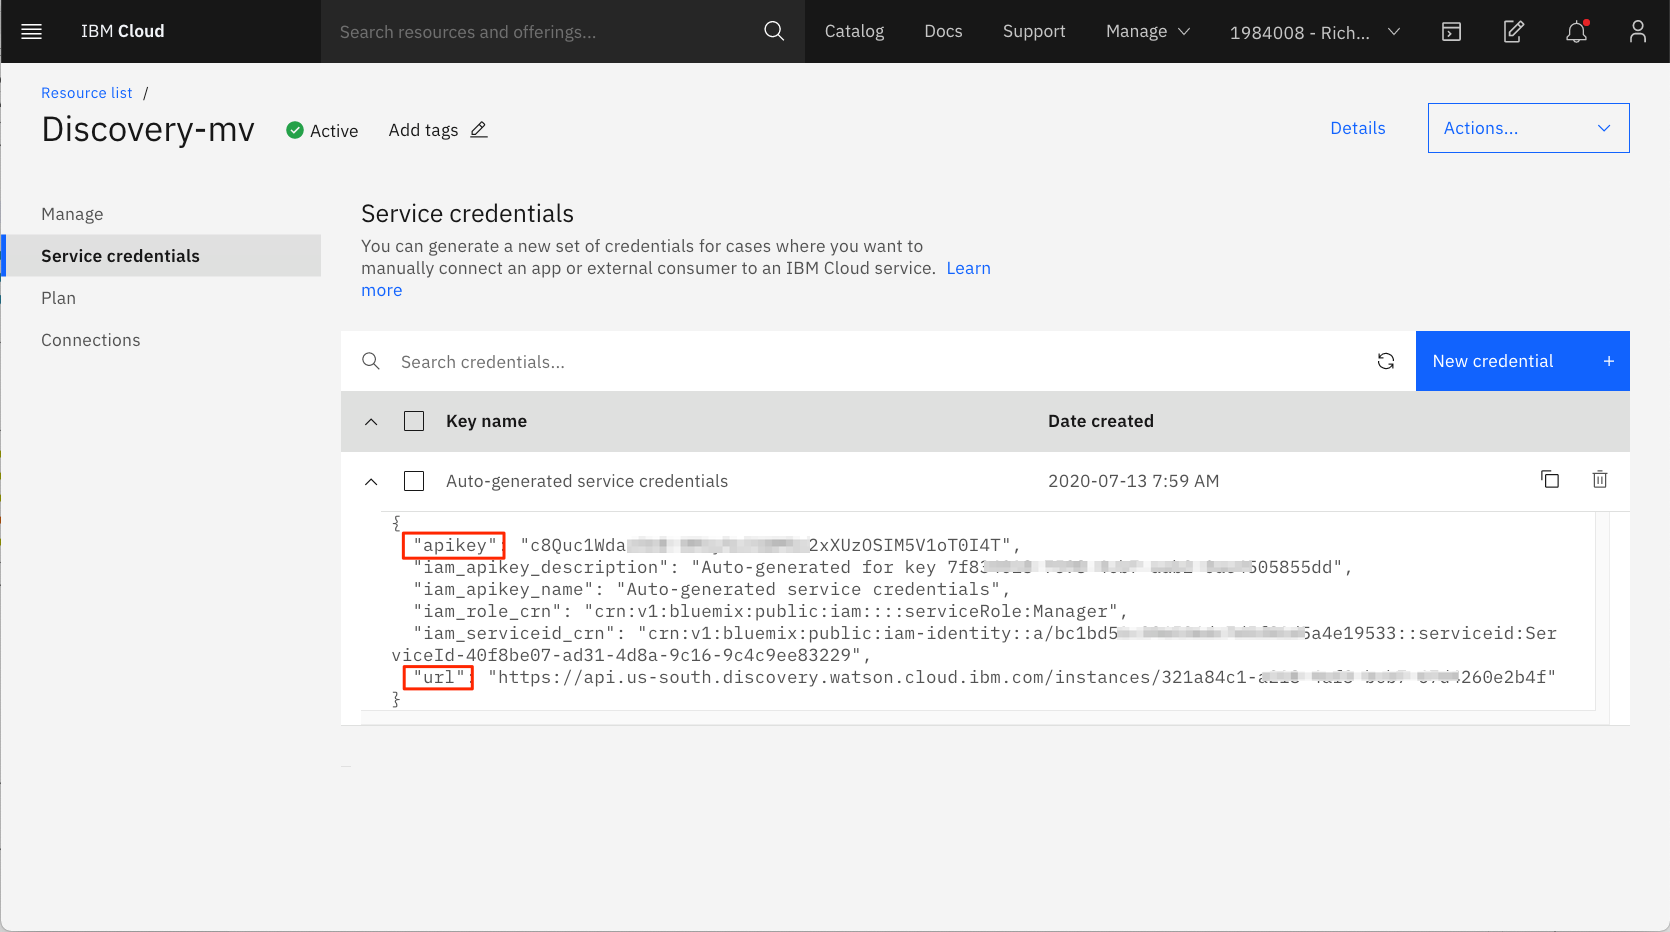 IBM Cloud
Search resources and offerings...
Catalog
Docs
Support
Manage
1984008 - Rich...
Resource list /
Discovery-mv
Active
Add tags
Details
Actions...
Manage
Service credentials
Plan
Connections
Service credentials
You can generate a new set of credentials for cases where you want to
manually connect an app or external consumer to an IBM Cloud service. Learn
more
Search credentials...
New credential +
Key name
Date created
Auto-generated service credentials
2020-07-13 7:59 AM
{
"apikey": "c8Quc1Wda 2xXUzOSIM5V1oT0I4T",
"iam_apikey_description": "Auto-generated for key 7f83 505855dd",
"iam_apikey_name": "Auto-generated service credentials",
"iam_role_crn": "crn:v1:bluemix:public:iam::::serviceRole:Manager",
"iam_serviceid_crn": "crn:v1:bluemix:public:iam-identity::a/bc1bd5 5a4e19533::serviceid:Ser
viceId-40f8be07-ad31-4d8a-9c16-9c4c9ee83229",
"url": "https://api.us-south.discovery.watson.cloud.ibm.com/instances/321a84c1- 260e2b4f"
}